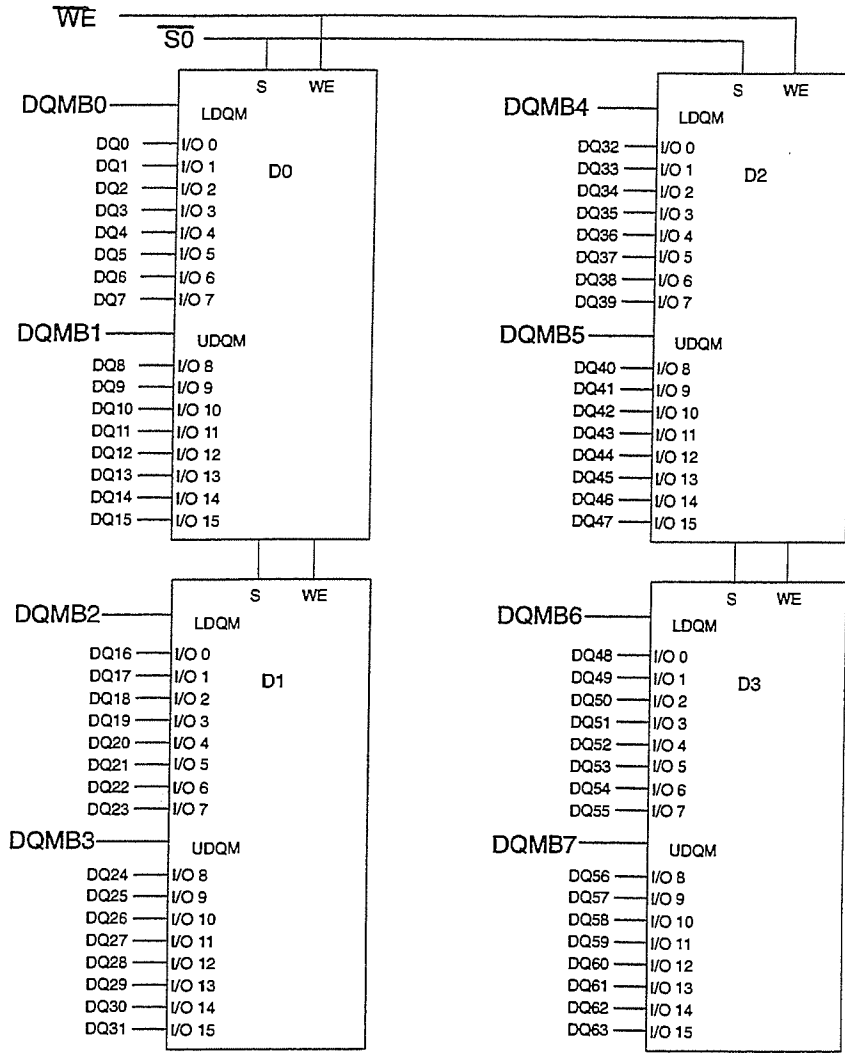 WE
S0
S WE
DQMB0
LDQM
DQ0 I/O 0
DQ1 I/O 1
D0
DQ2 I/O 2
DQ3 I/O 3
DQ4 I/O 4
DQ5 I/O 5
DQ6 I/O 6
DQ7 I/O 7
DQMB1
UDQM
DQ8 I/O 8
DQ9 I/O 9
DQ10 I/O 10
DQ11 I/O 11
DQ12 I/O 12
DQ13 I/O 13
DQ14 I/O 14
DQ15 I/O 15
S WE
DQMB2
LDQM
DQ16 I/O 0
DQ17 I/O 1
D1
DQ18 I/O 2
DQ19 I/O 3
DQ20 I/O 4
DQ21 I/O 5
DQ22 I/O 6
DQ23 I/O 7
DQMB3
UDQM
DQ24 I/O 8
DQ25 I/O 9
DQ26 I/O 10
DQ27 I/O 11
DQ28 I/O 12
DQ29 I/O 13
DQ30 I/O 14
DQ31 I/O 15
S WE
DQMB4
LDQM
DQ32 I/O 0
DQ33 I/O 1
D2
DQ34 I/O 2
DQ35 I/O 3
DQ36 I/O 4
DQ37 I/O 5
DQ38 I/O 6
DQ39 I/O 7
DQMB5
UDQM
DQ40 I/O 8
DQ41 I/O 9
DQ42 I/O 10
DQ43 I/O 11
DQ44 I/O 12
DQ45 I/O 13
DQ46 I/O 14
DQ47 I/O 15
S WE
DQMB6
LDQM
DQ48 I/O 0
DQ49 I/O 1
D3
DQ50 I/O 2
DQ51 I/O 3
DQ52 I/O 4
DQ53 I/O 5
DQ54 I/O 6
DQ55 I/O 7
DQMB7
UDQM
DQ56 I/O 8
DQ57 I/O 9
DQ58 I/O 10
DQ59 I/O 11
DQ60 I/O 12
DQ61 I/O 13
DQ62 I/O 14
DQ63 I/O 15